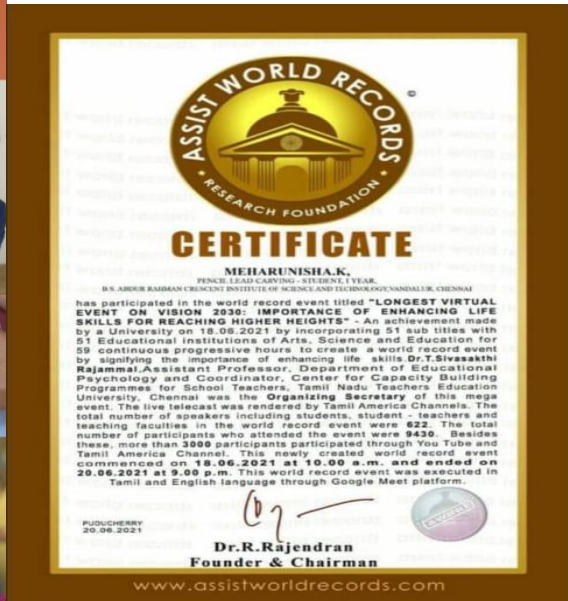 ASSIST WORLD RECORDS
RESEARCH FOUNDATION
©
CERTIFICATE
MEHARUNISHA.K,
PENCIL LEAD CARVING - STUDENT, I YEAR,
B.S. ABDUR RAHMAN CRESCENT INSTITUTE OF SCIENCE AND TECHNOLOGY,VANDALUR, CHENNAI
has participated in the world record event titled "LONGEST VIRTUAL
EVENT ON VISION 2030: IMPORTANCE OF ENHANCING LIFE
SKILLS FOR REACHING HIGHER HEIGHTS" - An achievement made
by a University on 18.06.2021 by incorporating 51 sub titles with
51 Educational institutions of Arts, Science and Education for
59 continuous progressive hours to create a world record event
by signifying the importance of enhancing life skills.Dr.T.Sivasakthi
Rajammal,Assistant Professor, Department of Educational
Psychology and Coordinator, Center for Capacity Building
Programmes for School Teachers, Tamil Nadu Teachers Education
University, Chennai was the Organizing Secretary of this mega
event. The live telecast was rendered by Tamil America Channels. The
total number of speakers including students, student - teachers and
teaching faculties in the world record event were 622. The total
number of participants who attended the event were 9430. Besides
these, more than 3000 participants participated through You Tube and
Tamil America Channel. This newly created world record event
commenced on 18.06.2021 at 10.00 a.m. and ended on
20.06.2021 at 9.00 p.m. This world record event was executed in
Tamil and English language through Google Meet platform.
PUDUCHERRY
20.06.2021
Dr.R.Rajendran
Founder & Chairman
www.assistworldrecords.com